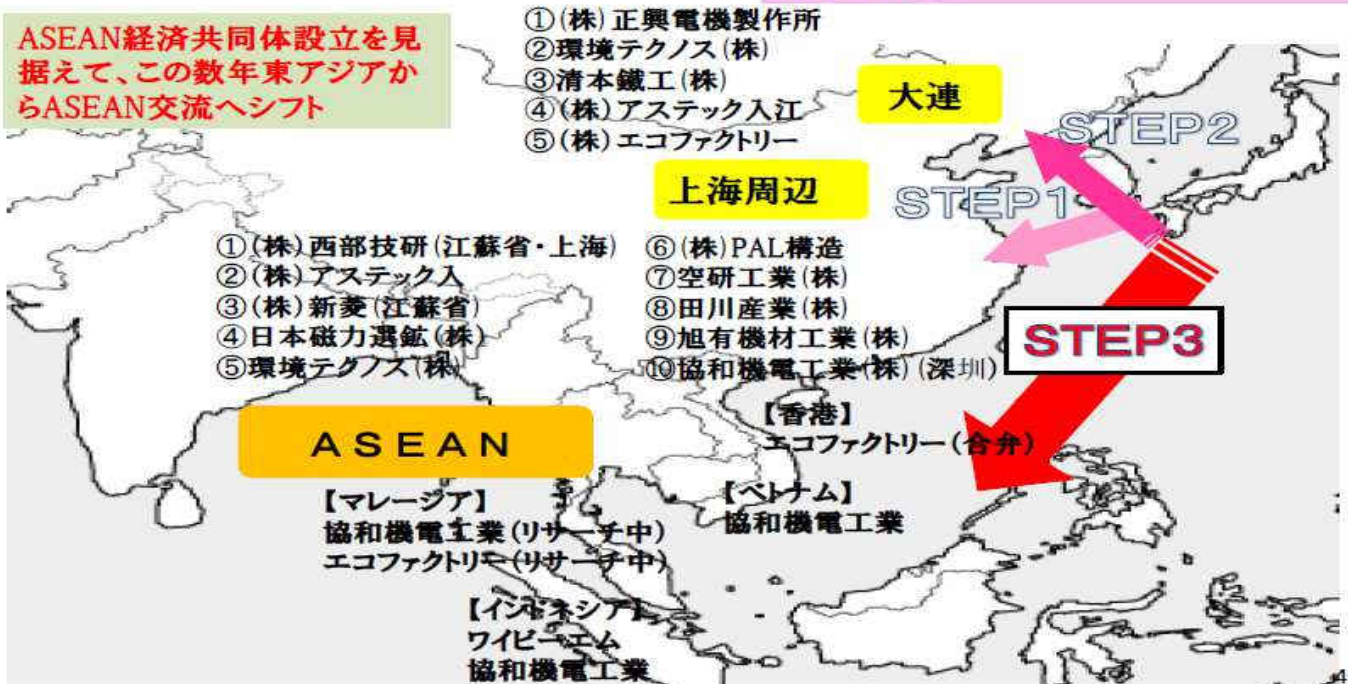 ASEAN経済共同体設立を見
据えて、この数年東アジアか
らASEAN交流へシフト
①(株)正興電機製作所
②環境テクノス(株)
③清本鐵工(株)
④(株)アステック入江
⑤(株)エコファクトリー
大連
STEP2
上海周辺
STEP1
①(株)西部技研(江蘇省・上海)
②(株)アステック入
③(株)新菱(江蘇省)
④日本磁力選鉱(株)
⑤環境テクノス(株)
⑥(株)PAL構造
⑦空研工業(株)
⑧田川産業(株)
⑨旭有機材工業(株)
⑩協和機電工業(株)(深圳)
STEP3
【香港】
エコファクトリー(合弁)
ASEAN
【マレージア】
協和機電工業(リサーチ中)
エコファクトリー(リサーチ中)
【ベトナム】
協和機電工業
【インドネシア】
ワイビーエム
協和機電工業
4